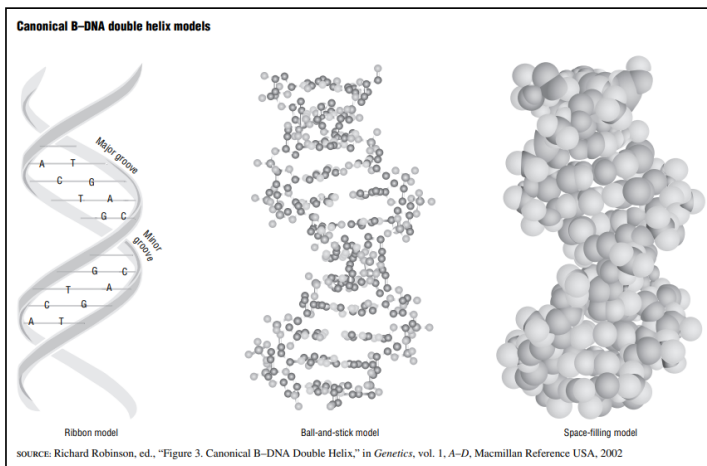 Canonical B–DNA double helix models
Major groove
A T
C G
T A
G C
Minor
groove
G C
T A
C G
A T
Ribbon model
Ball-and-stick model
Space-filling model
SOURCE: Richard Robinson, ed., “Figure 3. Canonical B–DNA Double Helix,” in Genetics, vol. 1, A–D, Macmillan Reference USA, 2002